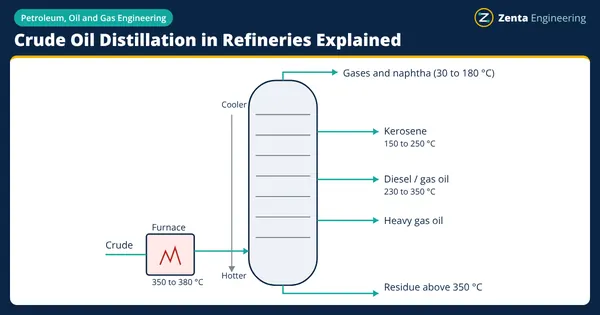 Petroleum, Oil and Gas Engineering
Zenta Engineering
Crude Oil Distillation in Refineries Explained
Gases and naphtha (30 to 180 °C)
Cooler
Kerosene
150 to 250 °C
Diesel / gas oil
230 to 350 °C
Heavy gas oil
Furnace
Crude
350 to 380 °C
Hotter
Residue above 350 °C